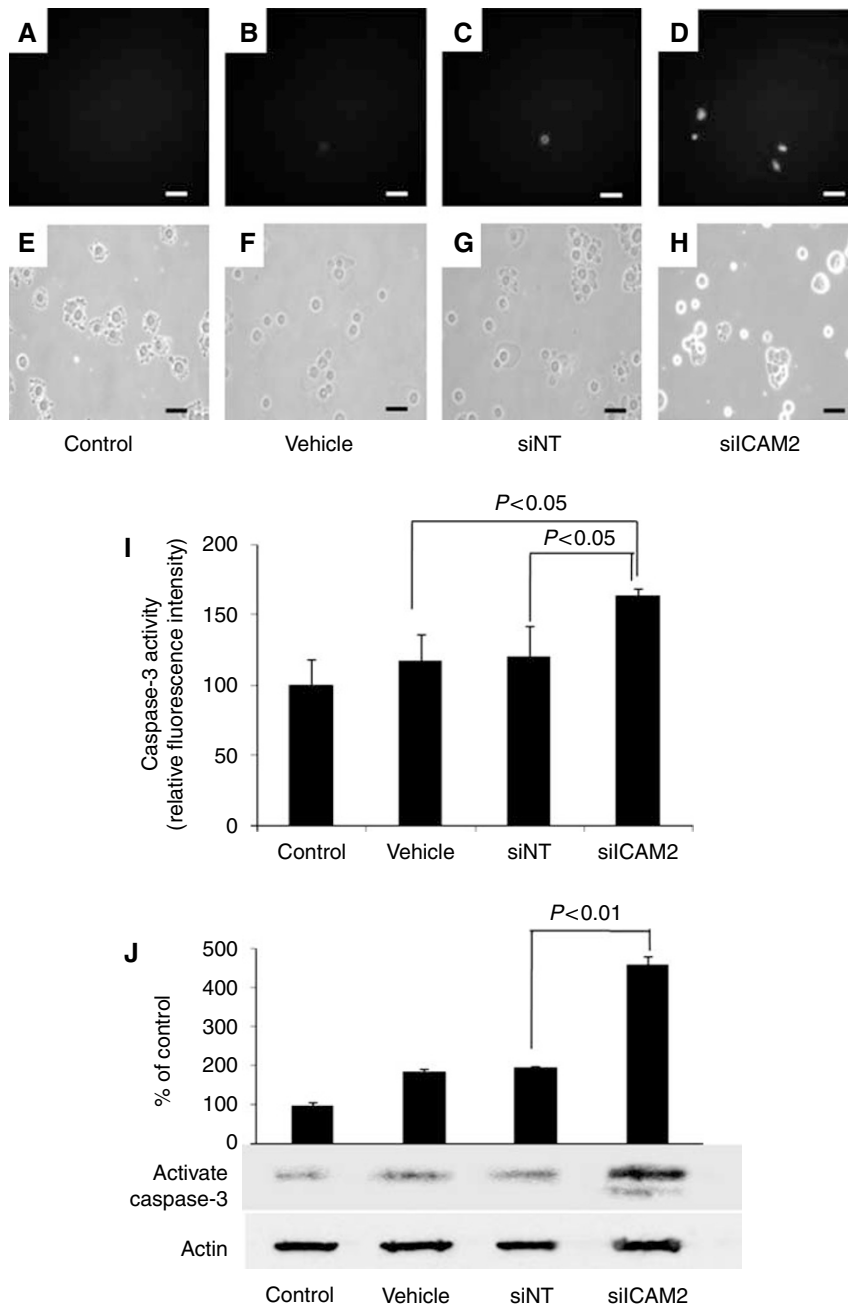 A B C D
E F G H
Control Vehicle siNT siICAM2
I
P<0.05
P<0.05
Caspase-3 activity
(relative fluorescence intensity)
200
150
100
50
0
Control Vehicle siNT siICAM2
J
P<0.01
% of control
500
400
300
200
100
0
Activate
caspase-3
Actin
Control Vehicle siNT siICAM2